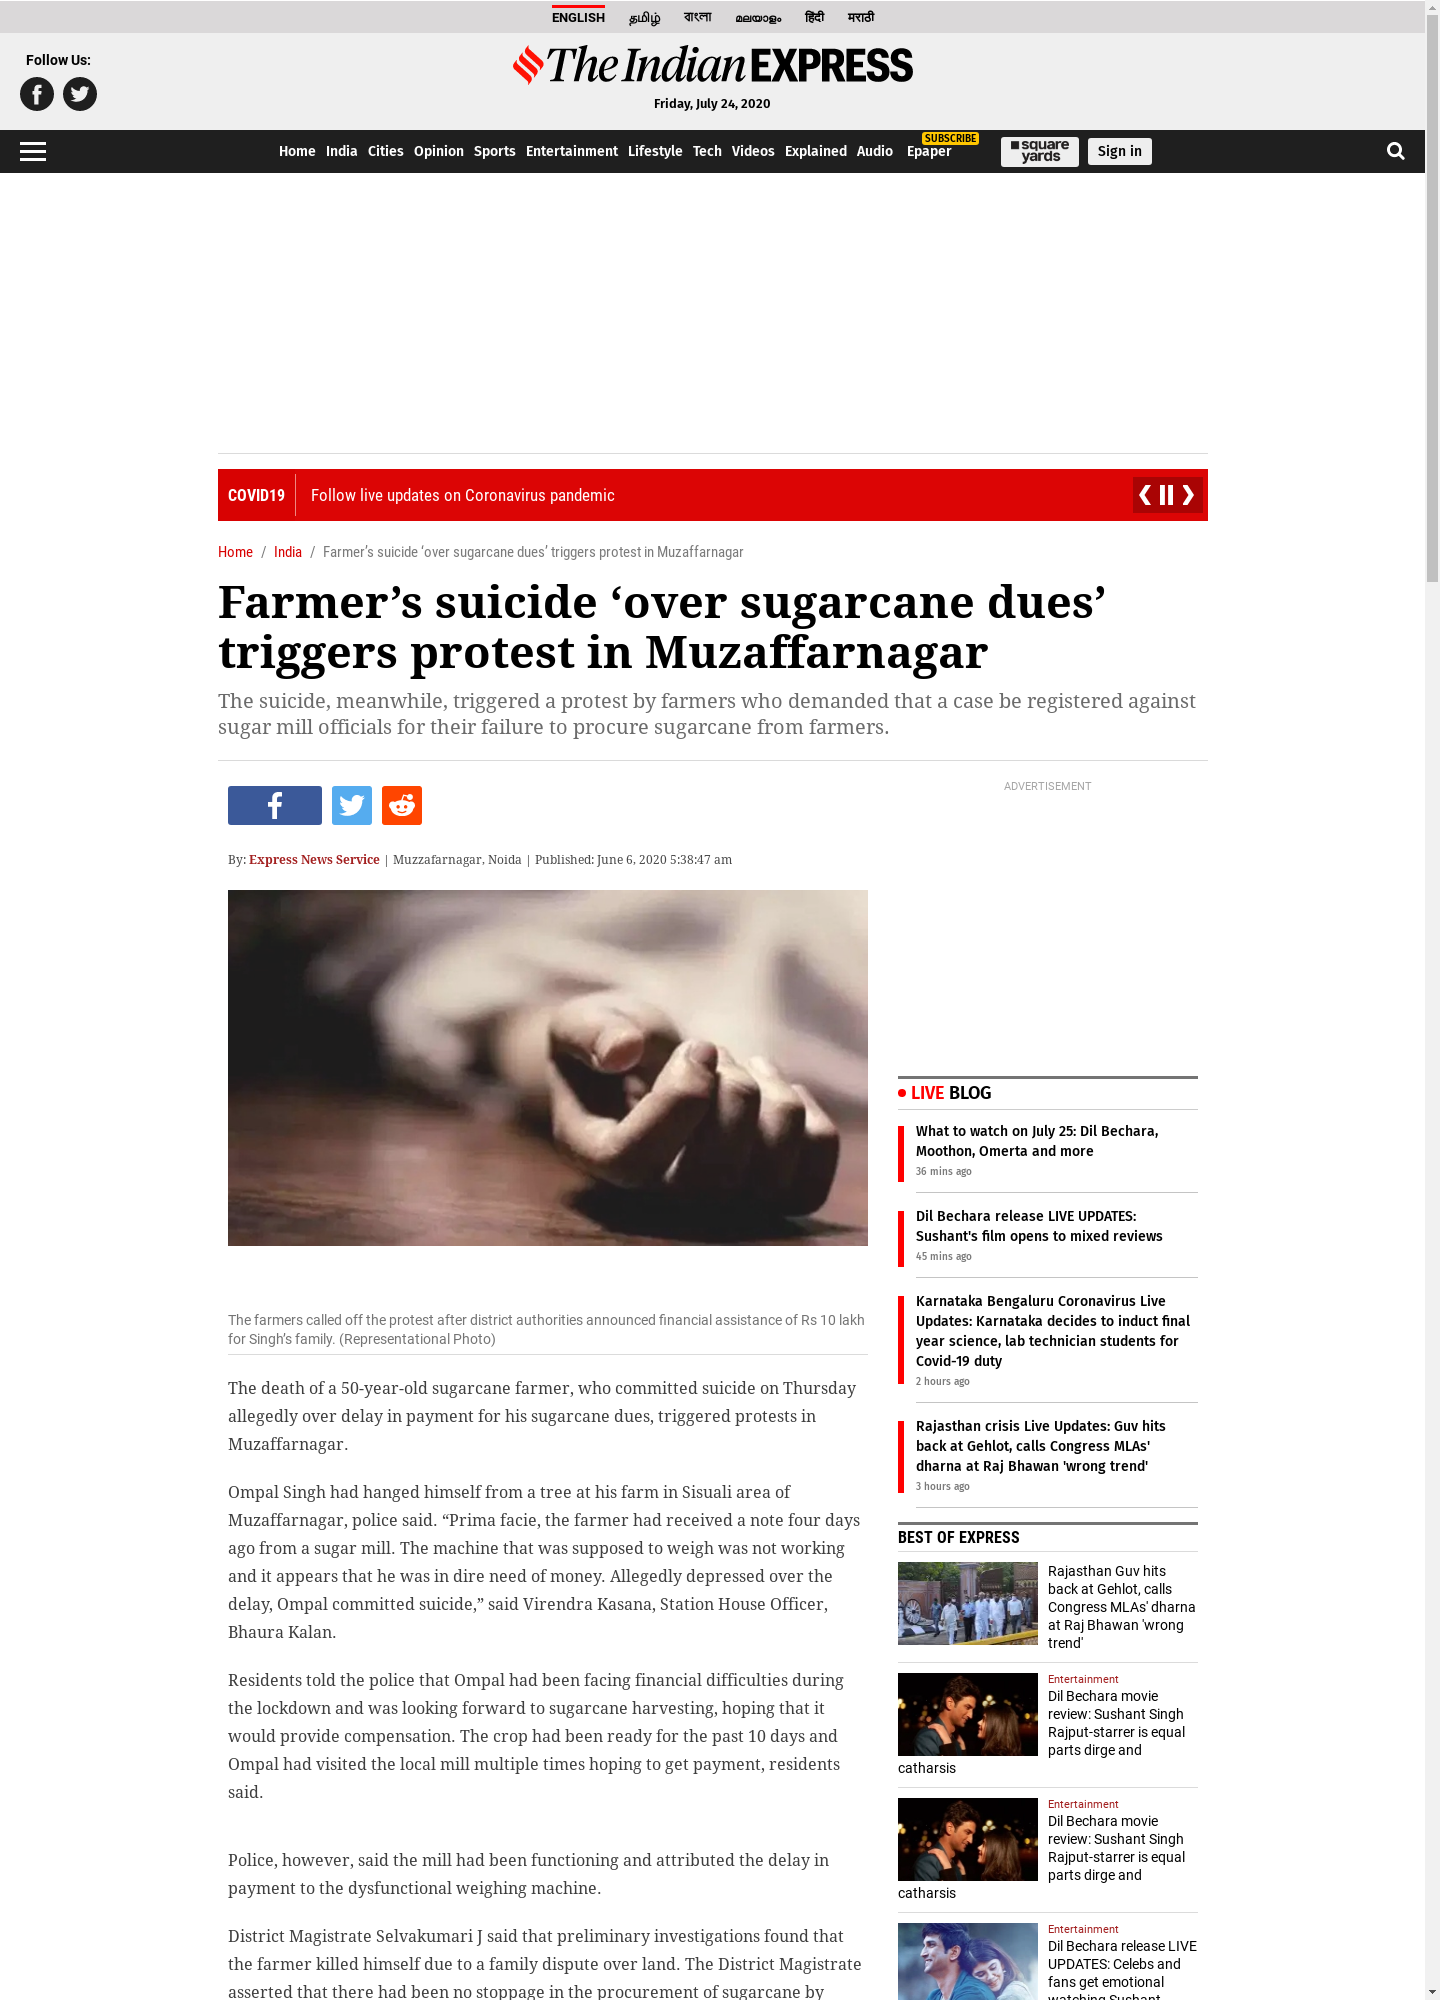 ENGLISH தமிழ் বাংলা മലയാളം हिंदी मराठी
Follow Us:
The Indian EXPRESS
Friday, July 24, 2020
SUBSCRIBE
Home India Cities Opinion Sports Entertainment Lifestyle Tech Videos Explained Audio Epaper square yards Sign in
COVID19 Follow live updates on Coronavirus pandemic
Home / India / Farmer’s suicide ‘over sugarcane dues’ triggers protest in Muzaffarnagar
Farmer’s suicide ‘over sugarcane dues’
triggers protest in Muzaffarnagar
The suicide, meanwhile, triggered a protest by farmers who demanded that a case be registered against
sugar mill officials for their failure to procure sugarcane from farmers.
By: Express News Service | Muzzafarnagar, Noida | Published: June 6, 2020 5:38:47 am
The farmers called off the protest after district authorities announced financial assistance of Rs 10 lakh
for Singh’s family. (Representational Photo)
The death of a 50-year-old sugarcane farmer, who committed suicide on Thursday
allegedly over delay in payment for his sugarcane dues, triggered protests in
Muzaffarnagar.
Ompal Singh had hanged himself from a tree at his farm in Sisuali area of
Muzaffarnagar, police said. “Prima facie, the farmer had received a note four days
ago from a sugar mill. The machine that was supposed to weigh was not working
and it appears that he was in dire need of money. Allegedly depressed over the
delay, Ompal committed suicide,” said Virendra Kasana, Station House Officer,
Bhaura Kalan.
Residents told the police that Ompal had been facing financial difficulties during
the lockdown and was looking forward to sugarcane harvesting, hoping that it
would provide compensation. The crop had been ready for the past 10 days and
Ompal had visited the local mill multiple times hoping to get payment, residents
said.
Police, however, said the mill had been functioning and attributed the delay in
payment to the dysfunctional weighing machine.
District Magistrate Selvakumari J said that preliminary investigations found that
the farmer killed himself due to a family dispute over land. The District Magistrate
asserted that there had been no stoppage in the procurement of sugarcane by
ADVERTISEMENT
LIVE BLOG
What to watch on July 25: Dil Bechara,
Moothon, Omerta and more
36 mins ago
Dil Bechara release LIVE UPDATES:
Sushant's film opens to mixed reviews
45 mins ago
Karnataka Bengaluru Coronavirus Live
Updates: Karnataka decides to induct final
year science, lab technician students for
Covid-19 duty
2 hours ago
Rajasthan crisis Live Updates: Guv hits
back at Gehlot, calls Congress MLAs'
dharna at Raj Bhawan 'wrong trend'
3 hours ago
BEST OF EXPRESS
Rajasthan Guv hits
back at Gehlot, calls
Congress MLAs' dharna
at Raj Bhawan 'wrong
trend'
Entertainment
Dil Bechara movie
review: Sushant Singh
Rajput-starrer is equal
parts dirge and
catharsis
Entertainment
Dil Bechara movie
review: Sushant Singh
Rajput-starrer is equal
parts dirge and
catharsis
Entertainment
Dil Bechara release LIVE
UPDATES: Celebs and
fans get emotional
watching Sushant